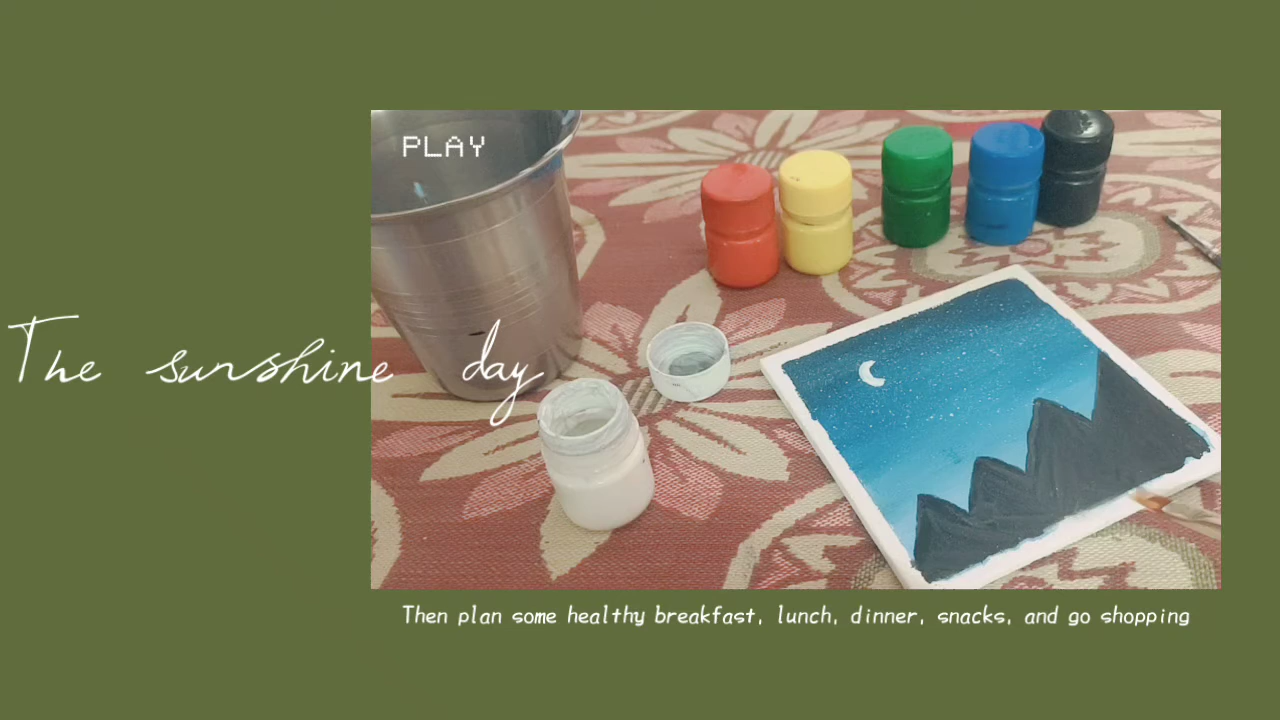 PLAY
The sunshine day
Then plan some healthy breakfast, lunch, dinner, snacks, and go shopping